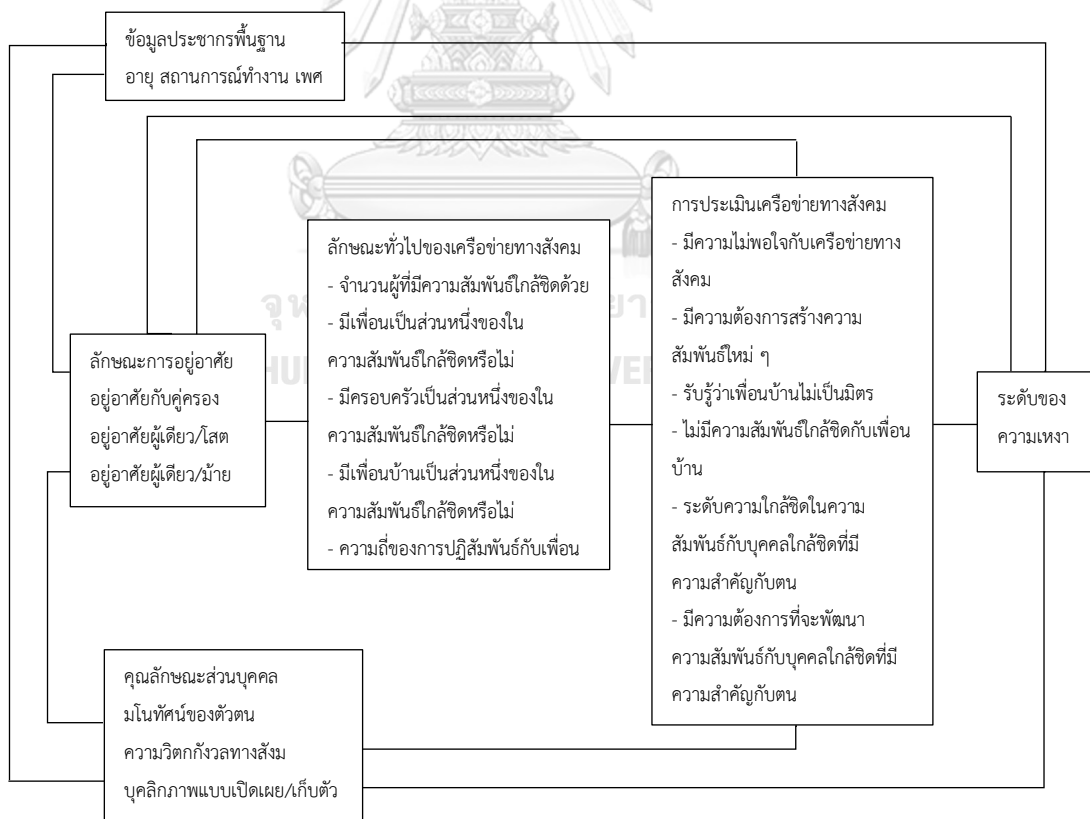 ข้อมูลประชากรพื้นฐาน
อายุ สถานการณ์ทำงาน เพศ
ลักษณะการอยู่อาศัย
อยู่อาศัยกับคู่ครอง
อยู่อาศัยผู้เดียว/โสต
อยู่อาศัยผู้เดียว/ม้าย
ลักษณะทั่วไปของเครือข่ายทางสังคม
- จำนวนผู้ที่มีความสัมพันธ์ใกล้ชิดด้วย
- มีเพื่อนเป็นส่วนหนึ่งของใน
ความสัมพันธ์ใกล้ชิดหรือไม่
- มีครอบครัวเป็นส่วนหนึ่งของใน
ความสัมพันธ์ใกล้ชิดหรือไม่
- มีเพื่อนบ้านเป็นส่วนหนึ่งของใน
ความสัมพันธ์ใกล้ชิดหรือไม่
- ความถี่ของการปฏิสัมพันธ์กับเพื่อน
การประเมินเครือข่ายทางสังคม
- มีความไม่พอใจกับเครือข่ายทาง
สังคม
- มีความต้องการสร้างความ
สัมพันธ์ใหม่ ๆ
- รับรู้ว่าเพื่อนบ้านไม่เป็นมิตร
- ไม่มีความสัมพันธ์ใกล้ชิดกับเพื่อน
บ้าน
- ระดับความใกล้ชิดในความ
สัมพันธ์กับบุคคลใกล้ชิดที่มี
ความสำคัญกับตน
- มีความต้องการที่จะพัฒนา
ความสัมพันธ์กับบุคคลใกล้ชิดที่มี
ความสำคัญกับตน
ระดับของ
ความเหงา
คุณลักษณะส่วนบุคคล
มโนทัศน์ของตัวตน
ความวิตกกังวลทางสังม
บุคลิกภาพแบบเปิดเผย/เก็บตัว